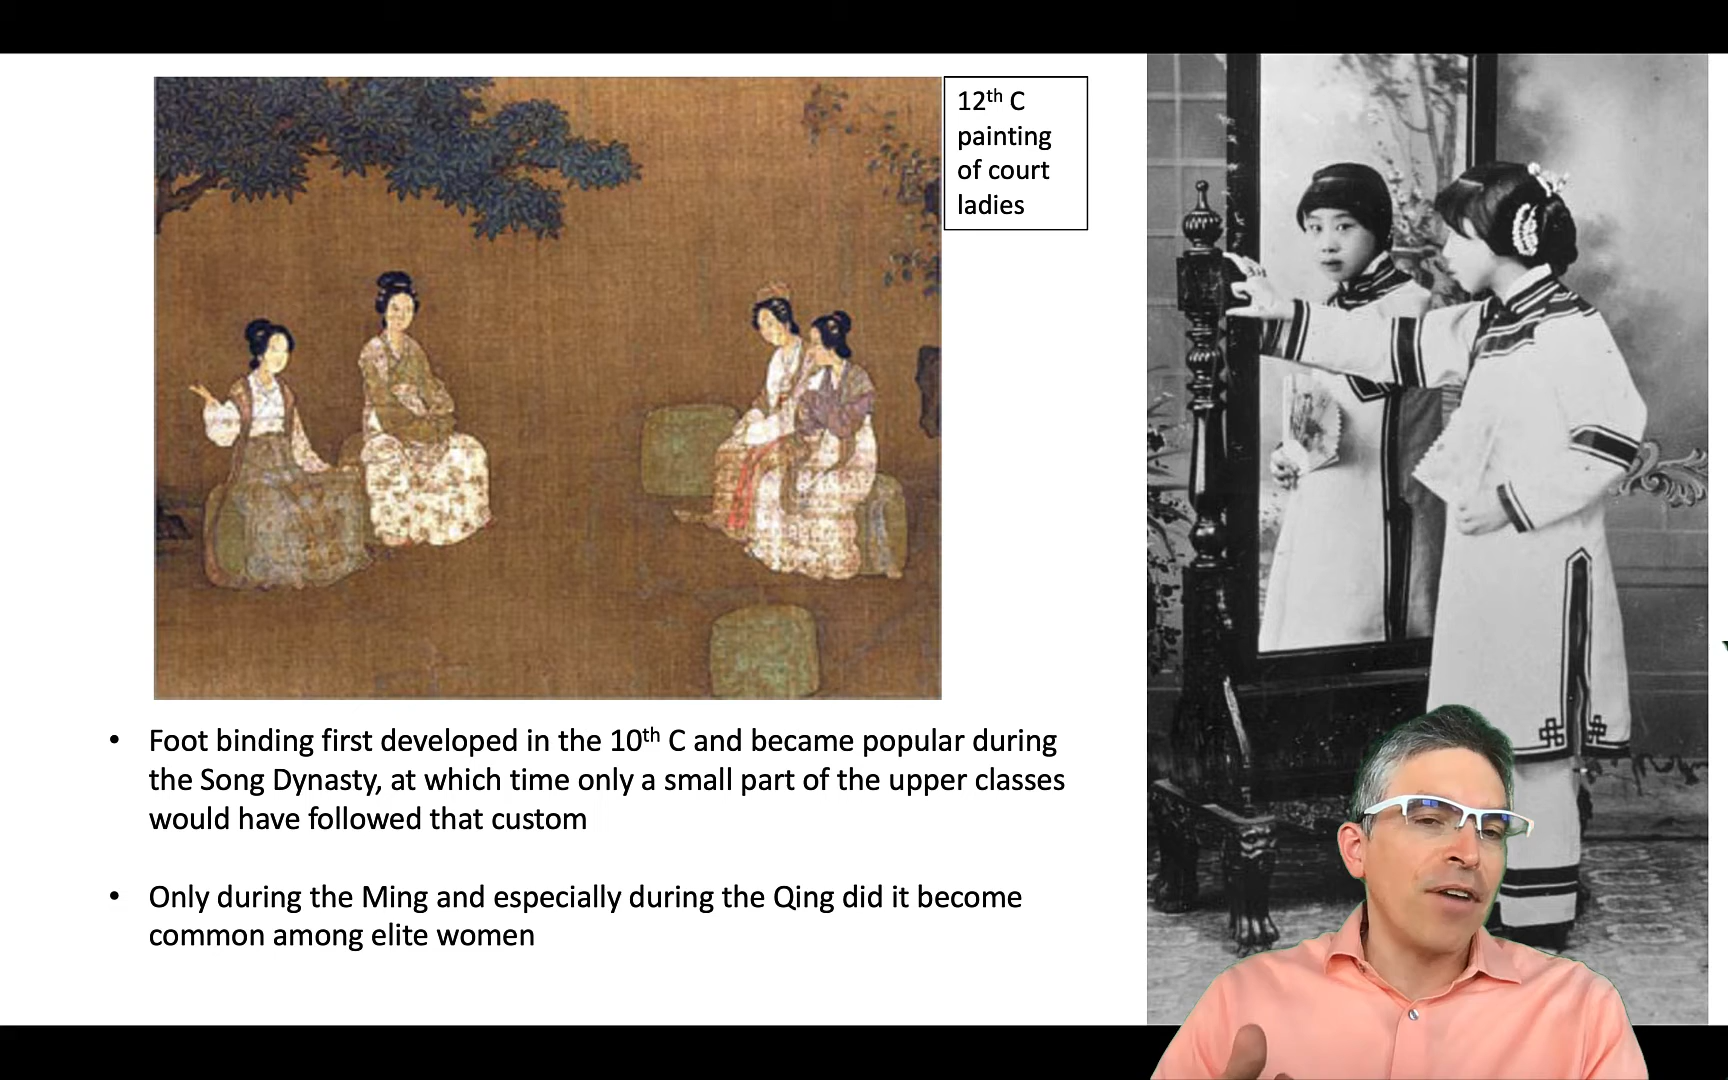 12th C
painting
of court
ladies
• Foot binding first developed in the 10th C and became popular during
the Song Dynasty, at which time only a small part of the upper classes
would have followed that custom
• Only during the Ming and especially during the Qing did it become
common among elite women